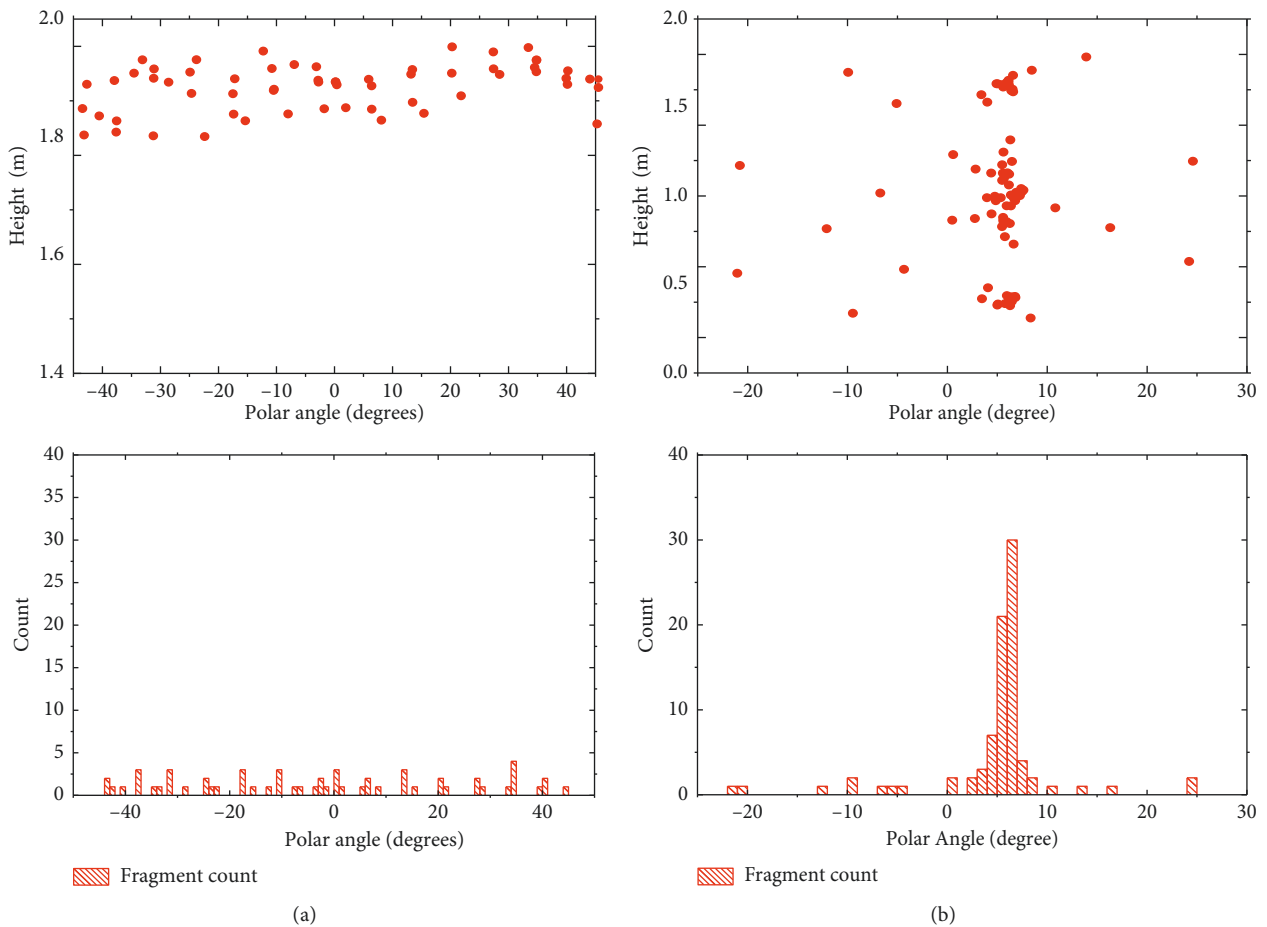 2.0
1.8
1.6
1.4
Height (m)
−40 −30 −20 −10 0 10 20 30 40
Polar angle (degrees)
2.0
1.5
1.0
0.5
0.0
Height (m)
−20 −10 0 10 20 30
Polar angle (degree)
40
35
30
25
20
15
10
5
0
Count
−40 −20 0 20 40
Polar angle (degrees)
Fragment count
(a)
40
30
20
10
0
Count
−20 −10 0 10 20 30
Polar Angle (degree)
Fragment count
(b)